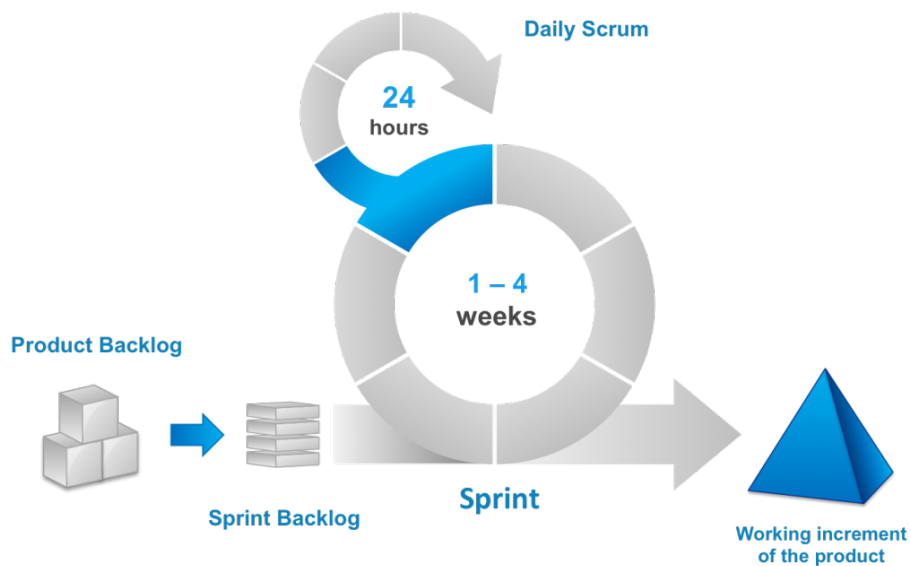 Daily Scrum
24
hours
1 – 4
weeks
Product Backlog
Sprint Backlog
Sprint
Working increment
of the product